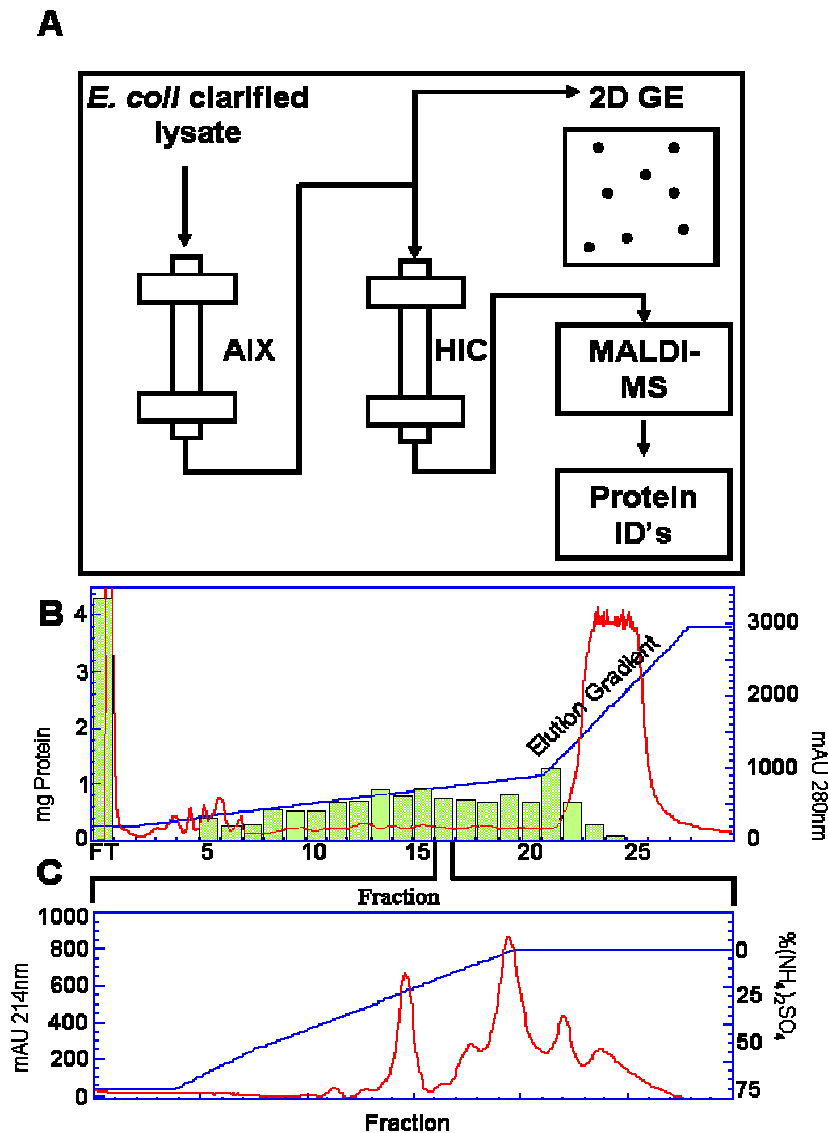 A
E. coli clarified
lysate
2D GE
AIX
HIC
MALDI-
MS
Protein
ID's
B
4
3
2
1
0
mg Protein
Elution Gradient
3000
2000
1000
0
mAU 280nm
FT
5
10
15
20
25
Fraction
C
1000
800
600
400
200
0
mAU 214nm
0
25
50
75
%(NH4)2SO4
Fraction